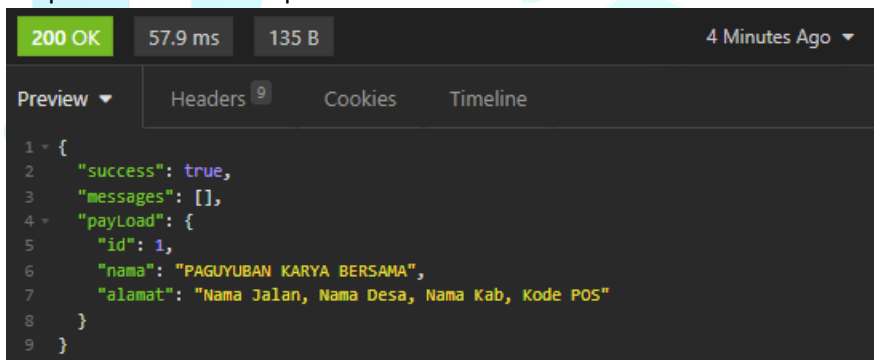 200 OK 57.9 ms 135 B 4 Minutes Ago
Preview Headers 9 Cookies Timeline
1 {
2 "success": true,
3 "messages": [],
4 "payLoad": {
5 "id": 1,
6 "nama": "PAGUYUBAN KARYA BERSAMA",
7 "alamat": "Nama Jalan, Nama Desa, Nama Kab, Kode POS"
8 }
9 }